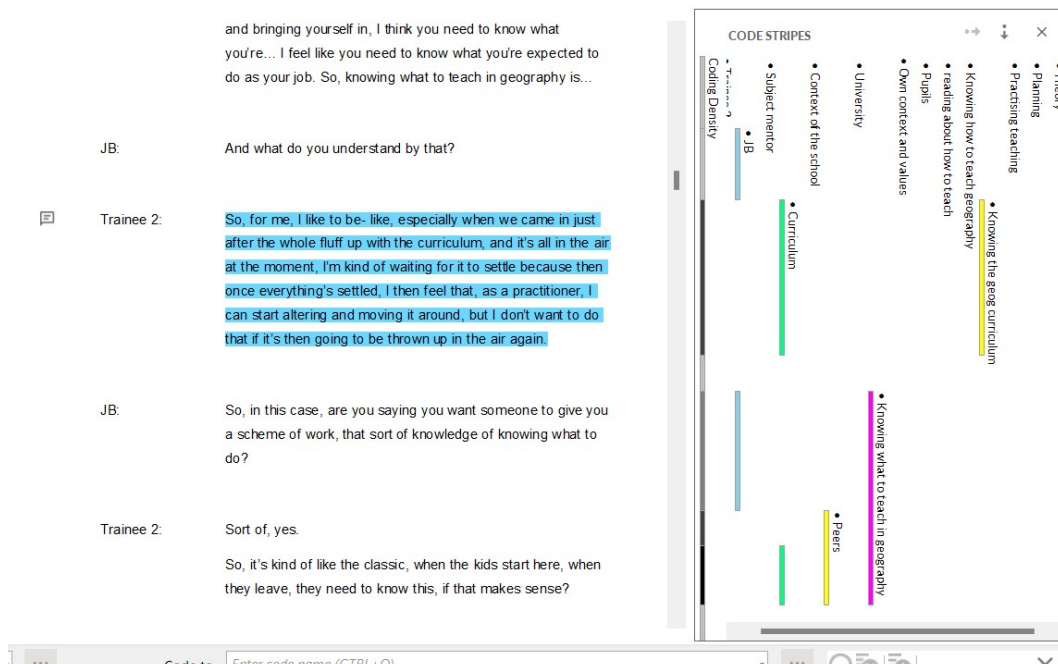 and bringing yourself in, I think you need to know what
you're... I feel like you need to know what you're expected to
do as your job. So, knowing what to teach in geography is...
JB: And what do you understand by that?
Trainee 2: So, for me, I like to be- like, especially when we came in just
after the whole fluff up with the curriculum, and it's all in the air
at the moment, I'm kind of waiting for it to settle because then
once everything's settled, I then feel that, as a practitioner, I
can start altering and moving it around, but I don't want to do
that if it's then going to be thrown up in the air again.
JB: So, in this case, are you saying you want someone to give you
a scheme of work, that sort of knowledge of knowing what to
do?
Trainee 2: Sort of, yes.
So, it's kind of like the classic, when the kids start here, when
they leave, they need to know this, if that makes sense?
CODE STRIPES
Coding Density
• JB
• Subject mentor
• Curriculum
• Context of the school
• Peers
• University
• Knowing what to teach in geography
• Own context and values
• Pupils
• reading about how to teach
• Knowing how to teach geography
• Knowing the geog curriculum
• Practising teaching
• Planning
Code to
Enter code name (CTRL+Q)